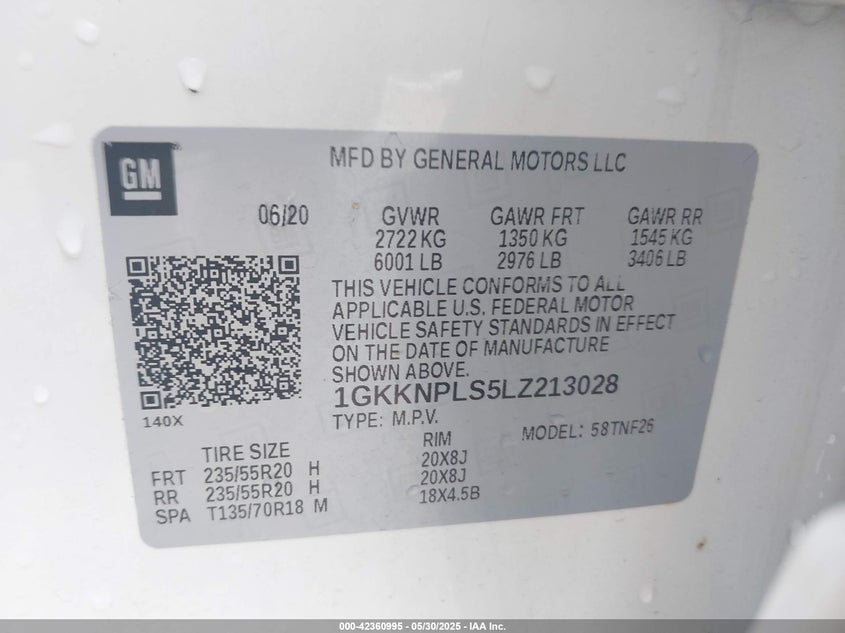 GM
MFD BY GENERAL MOTORS LLC
06/20 GVWR GAWR FRT GAWR RR
2722 KG 1350 KG 1545 KG
6001 LB 2976 LB 3406 LB
THIS VEHICLE CONFORMS TO ALL
APPLICABLE U.S. FEDERAL MOTOR
VEHICLE SAFETY STANDARDS IN EFFECT
ON THE DATE OF MANUFACTURE
SHOWN ABOVE.
1GKKNPLS5LZ213028
140X
TYPE: M.P.V. MODEL: 58TNF26
TIRE SIZE RIM
FRT 235/55R20 H 20X8J
RR 235/55R20 H 20X8J
SPA T135/70R18 M 18X4.5B
000-42360995 - 05/30/2025 - IAA Inc.